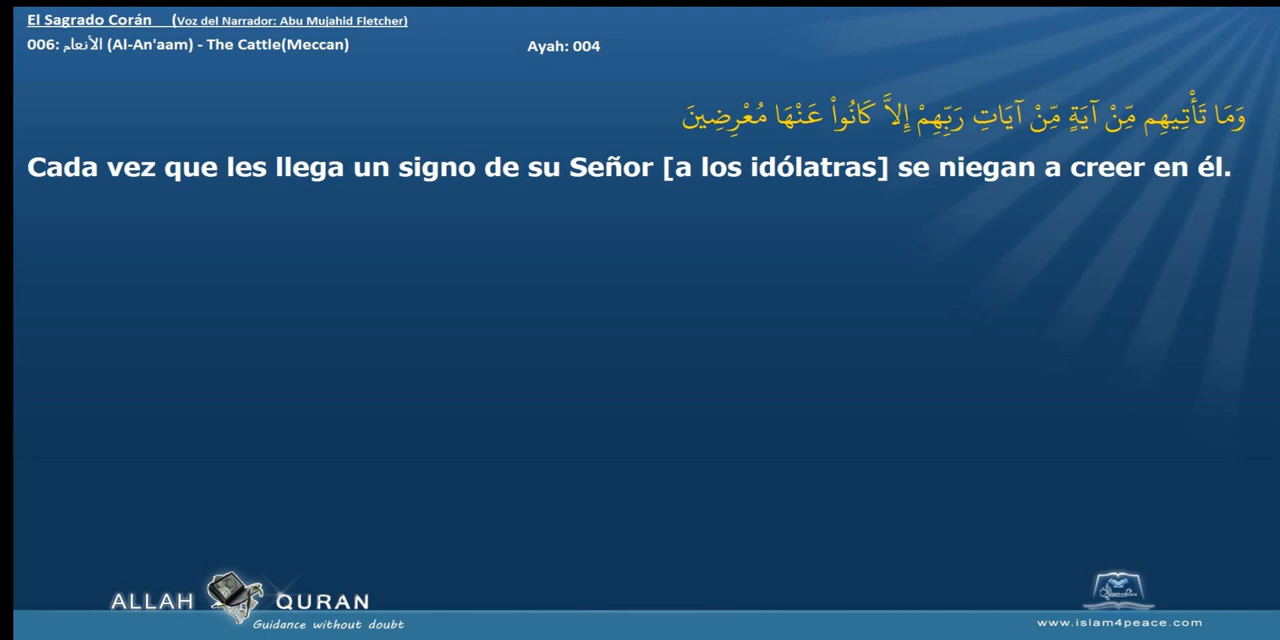 El Sagrado Corán (Voz del Narrador: Abu Mujahid Fletcher)
006: الأنعام (Al-An'aam) - The Cattle(Meccan) Ayah: 004
وَمَا تَأْتِيهِم مِّنْ آيَةٍ مِّنْ آيَاتِ رَبِّهِمْ إِلاَّ كَانُواْ عَنْهَا مُعْرِضِينَ
Cada vez que les llega un signo de su Señor [a los idólatras] se niegan a creer en él.
ALLAH QURAN
Guidance without doubt
www.islam4peace.com